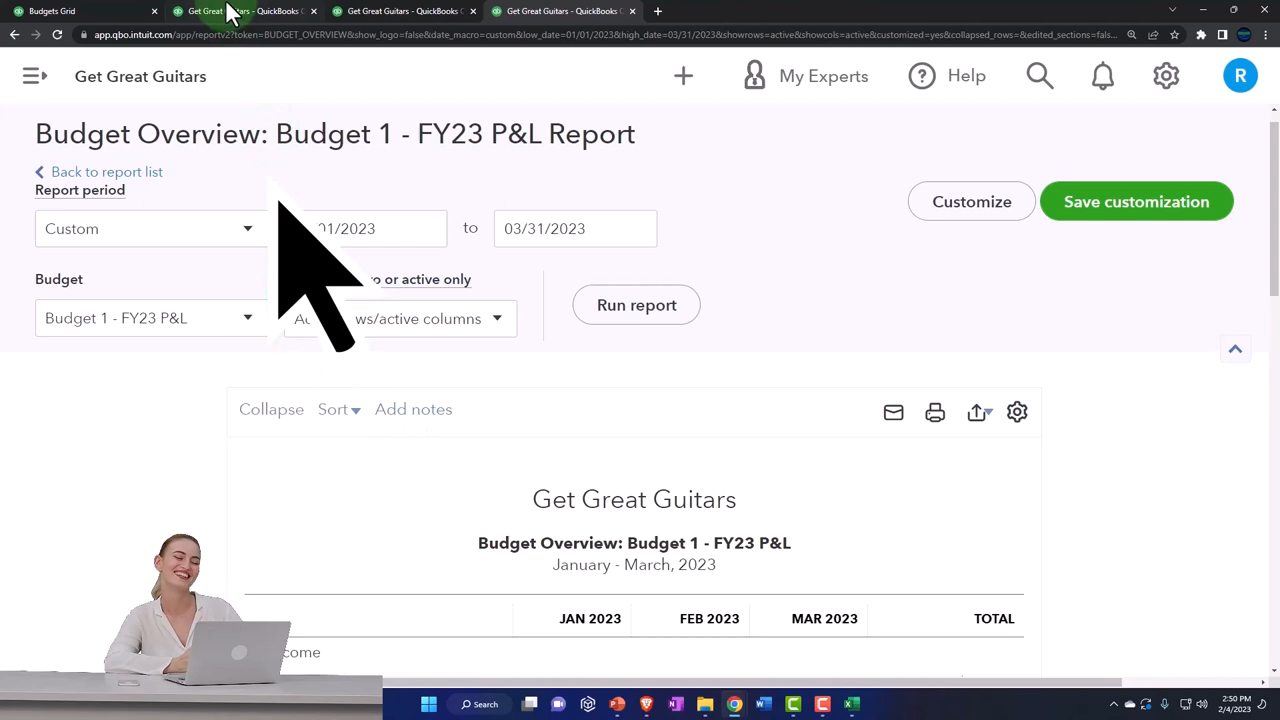 Budgets Grid
Get Great Guitars - QuickBooks O
Get Great Guitars - QuickBooks O
Get Great Guitars - QuickBooks O
app.qbo.intuit.com/app/reportv2?token=BUDGET_OVERVIEW&show_logo=false&date_macro=custom&low_date=01/01/2023&high_date=03/31/2023&showrows=active&showcols=active&customized=yes&collapsed_rows=&edited_sections=fals...
Get Great Guitars
My Experts
Help
R
Budget Overview: Budget 1 - FY23 P&L Report
Back to report list
Report period
Custom
01/2023
to
03/31/2023
Customize
Save customization
Budget
o or active only
Budget 1 - FY23 P&L
ws/active columns
Run report
Collapse
Sort
Add notes
Get Great Guitars
Budget Overview: Budget 1 - FY23 P&L
January - March, 2023
JAN 2023
FEB 2023
MAR 2023
TOTAL
come
Search
2:50 PM
2/4/2023